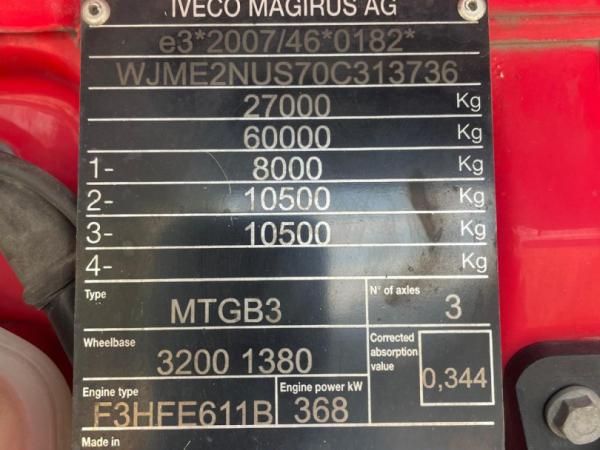 IVECO MAGIRUS AG
e3*2007/46*0182*
WJME2NUS70C313736
27000 Kg
60000 Kg
1- 8000 Kg
2- 10500 Kg
3- 10500 Kg
4- Kg
Type MTGB3 N° of axles 3
Wheelbase 3200 1380 Corrected absorption value 0,344
Engine type F3HFE611B Engine power kW 368
Made in